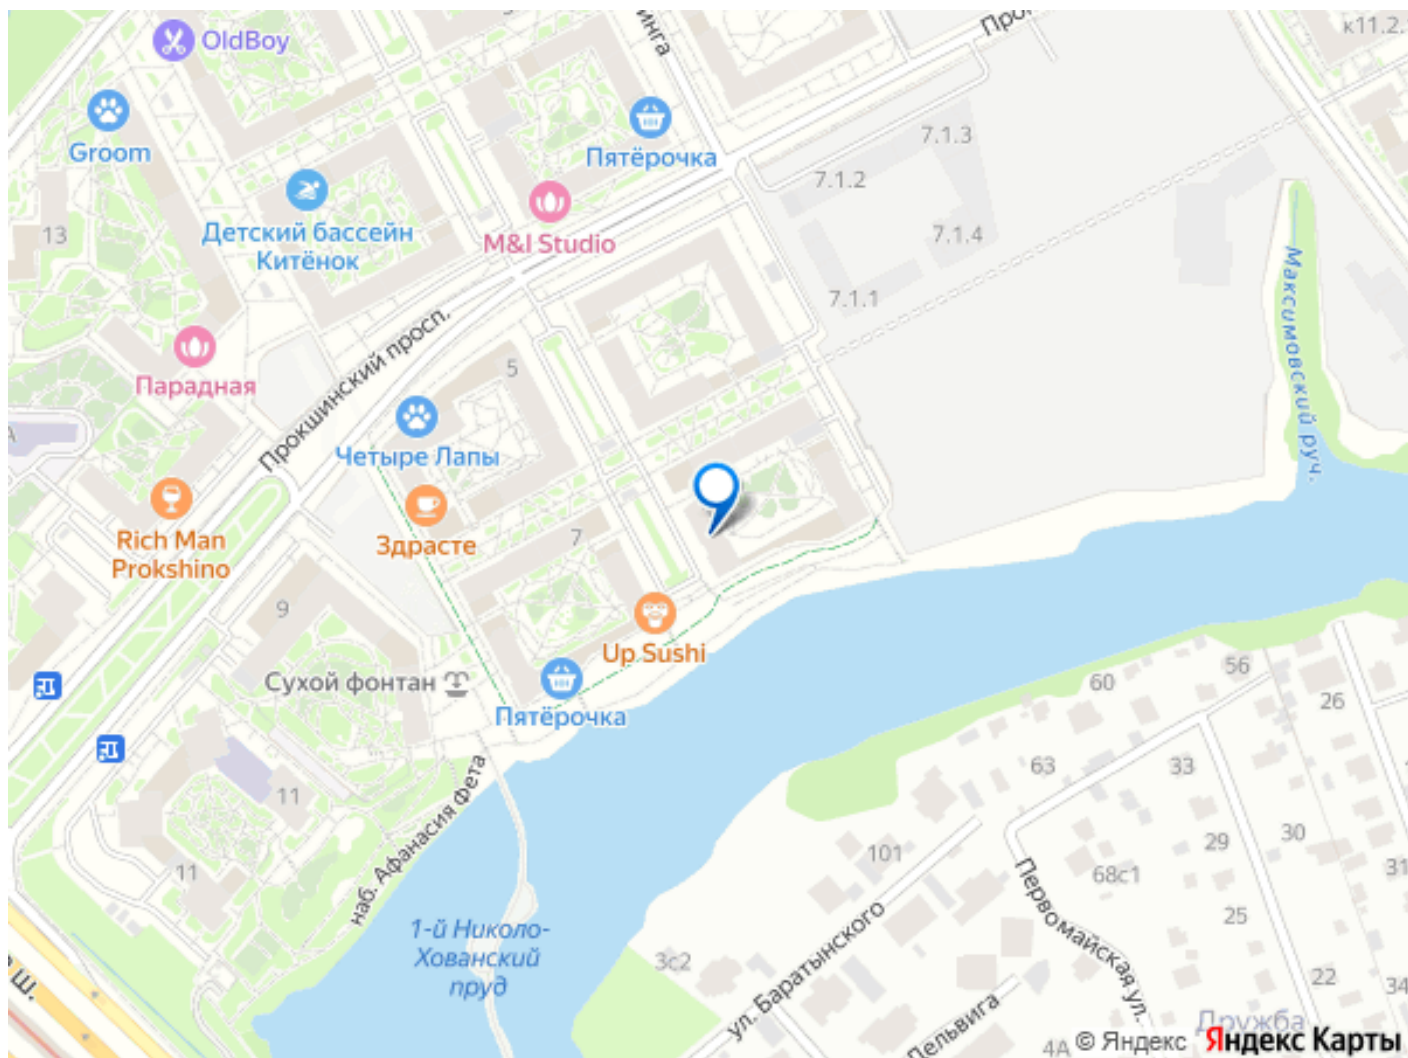 OldBoy
Groom
Пятёрочка
M&I Studio
Детский бассейн
Китёнок
13
Парадная
Прокшинский просп.
Четыре Лапы
Здрасте
Rich Man
Prokshino
5
7
9
11
11
Up Sushi
Сухой фонтан
Пятёрочка
наб. Афанасия Фета
1-й Николо-
Хованский
пруд
инга
к11.2.
7.1.3
7.1.2
7.1.4
7.1.1
Максимовский руч.
56
60
26
63
33
30
29
101
68с1
31
25
3с2
22
34
4А
ул. Баратынского
Первомайская ул.
Дружба
ш.
© Яндекс
Яндекс Карты